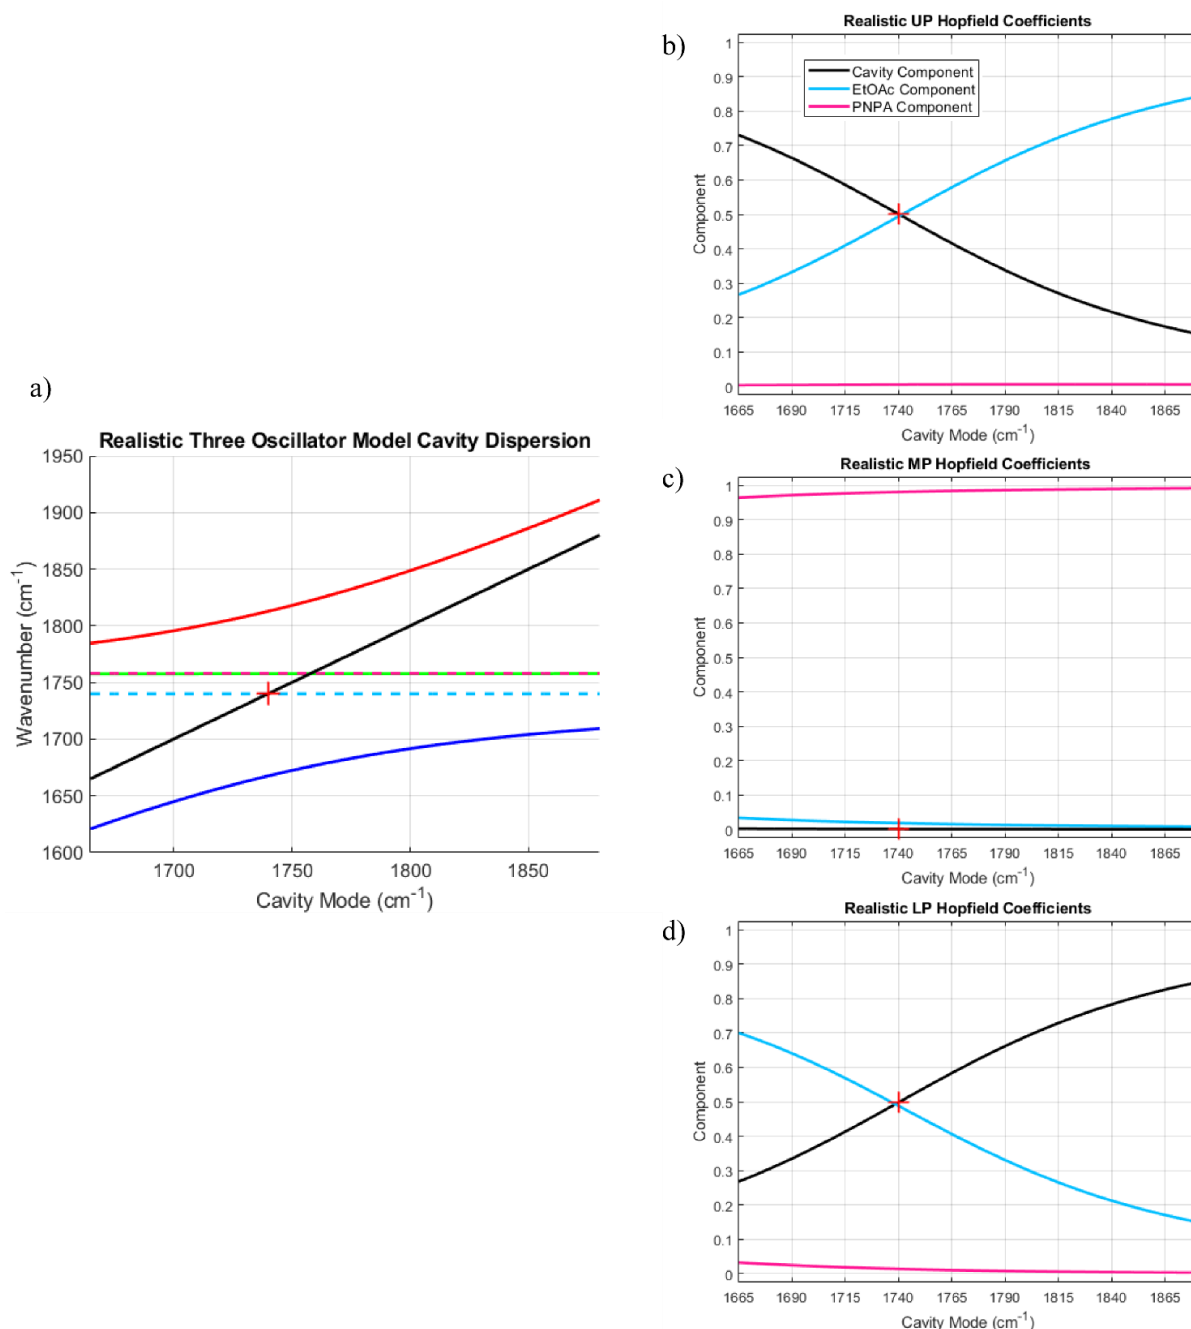 a)
Realistic Three Oscillator Model Cavity Dispersion
1950
1900
1850
1800
1750
1700
1650
1600
Wavenumber (cm-1)
1700 1750 1800 1850
Cavity Mode (cm-1)
b)
Realistic UP Hopfield Coefficients
Cavity Component
EtOAc Component
PNPA Component
1
0.9
0.8
0.7
0.6
0.5
0.4
0.3
0.2
0.1
0
Component
1665 1690 1715 1740 1765 1790 1815 1840 1865
Cavity Mode (cm-1)
c)
Realistic MP Hopfield Coefficients
1
0.9
0.8
0.7
0.6
0.5
0.4
0.3
0.2
0.1
0
Component
1665 1690 1715 1740 1765 1790 1815 1840 1865
Cavity Mode (cm-1)
d)
Realistic LP Hopfield Coefficients
1
0.9
0.8
0.7
0.6
0.5
0.4
0.3
0.2
0.1
0
Component
1665 1690 1715 1740 1765 1790 1815 1840 1865
Cavity Mode (cm-1)